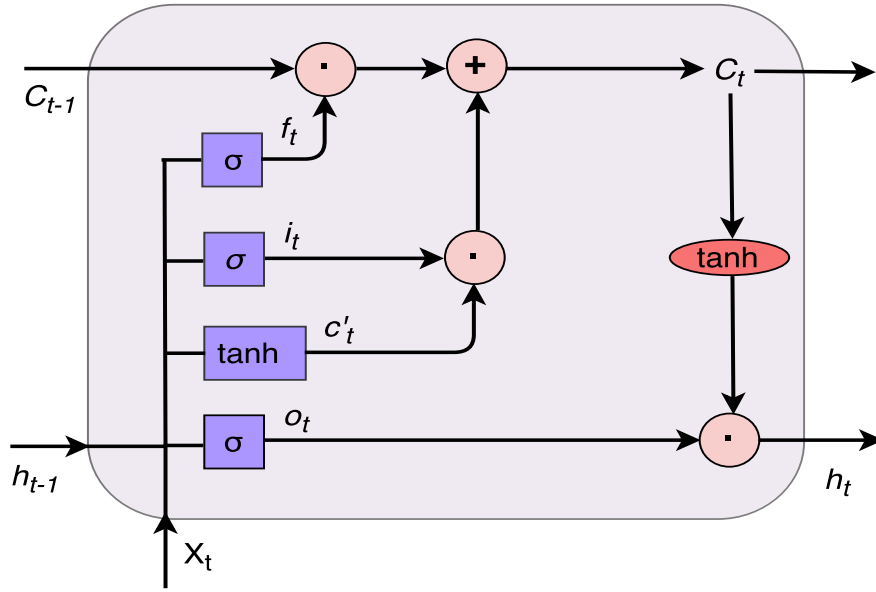 · + C_t
C_{t-1}
f_t
σ
i_t
σ · tanh
c'_t
tanh
o_t
σ ·
h_{t-1} h_t
X_t